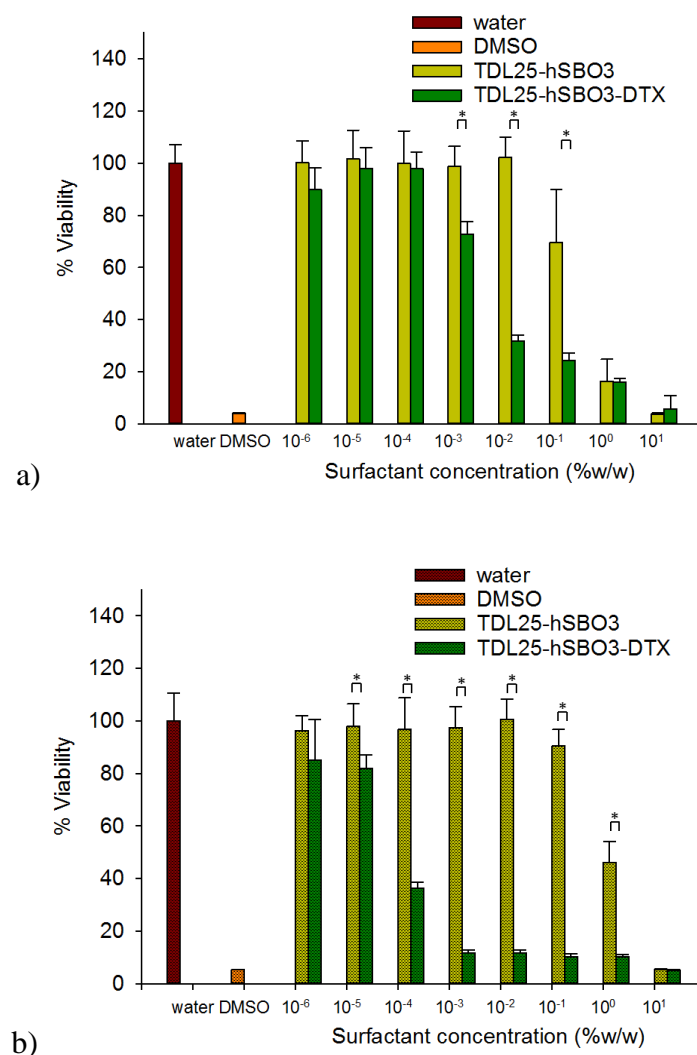 water
DMSO
TDL25-hSBO3
TDL25-hSBO3-DTX
140
120
100
80
60
40
20
0
% Viability
* * *
water DMSO 10⁻⁶ 10⁻⁵ 10⁻⁴ 10⁻³ 10⁻² 10⁻¹ 10⁰ 10¹
Surfactant concentration (%w/w)
a)
water
DMSO
TDL25-hSBO3
TDL25-hSBO3-DTX
140
120
100
80
60
40
20
0
% Viability
* * * * * *
water DMSO 10⁻⁶ 10⁻⁵ 10⁻⁴ 10⁻³ 10⁻² 10⁻¹ 10⁰ 10¹
Surfactant concentration (%w/w)
b)